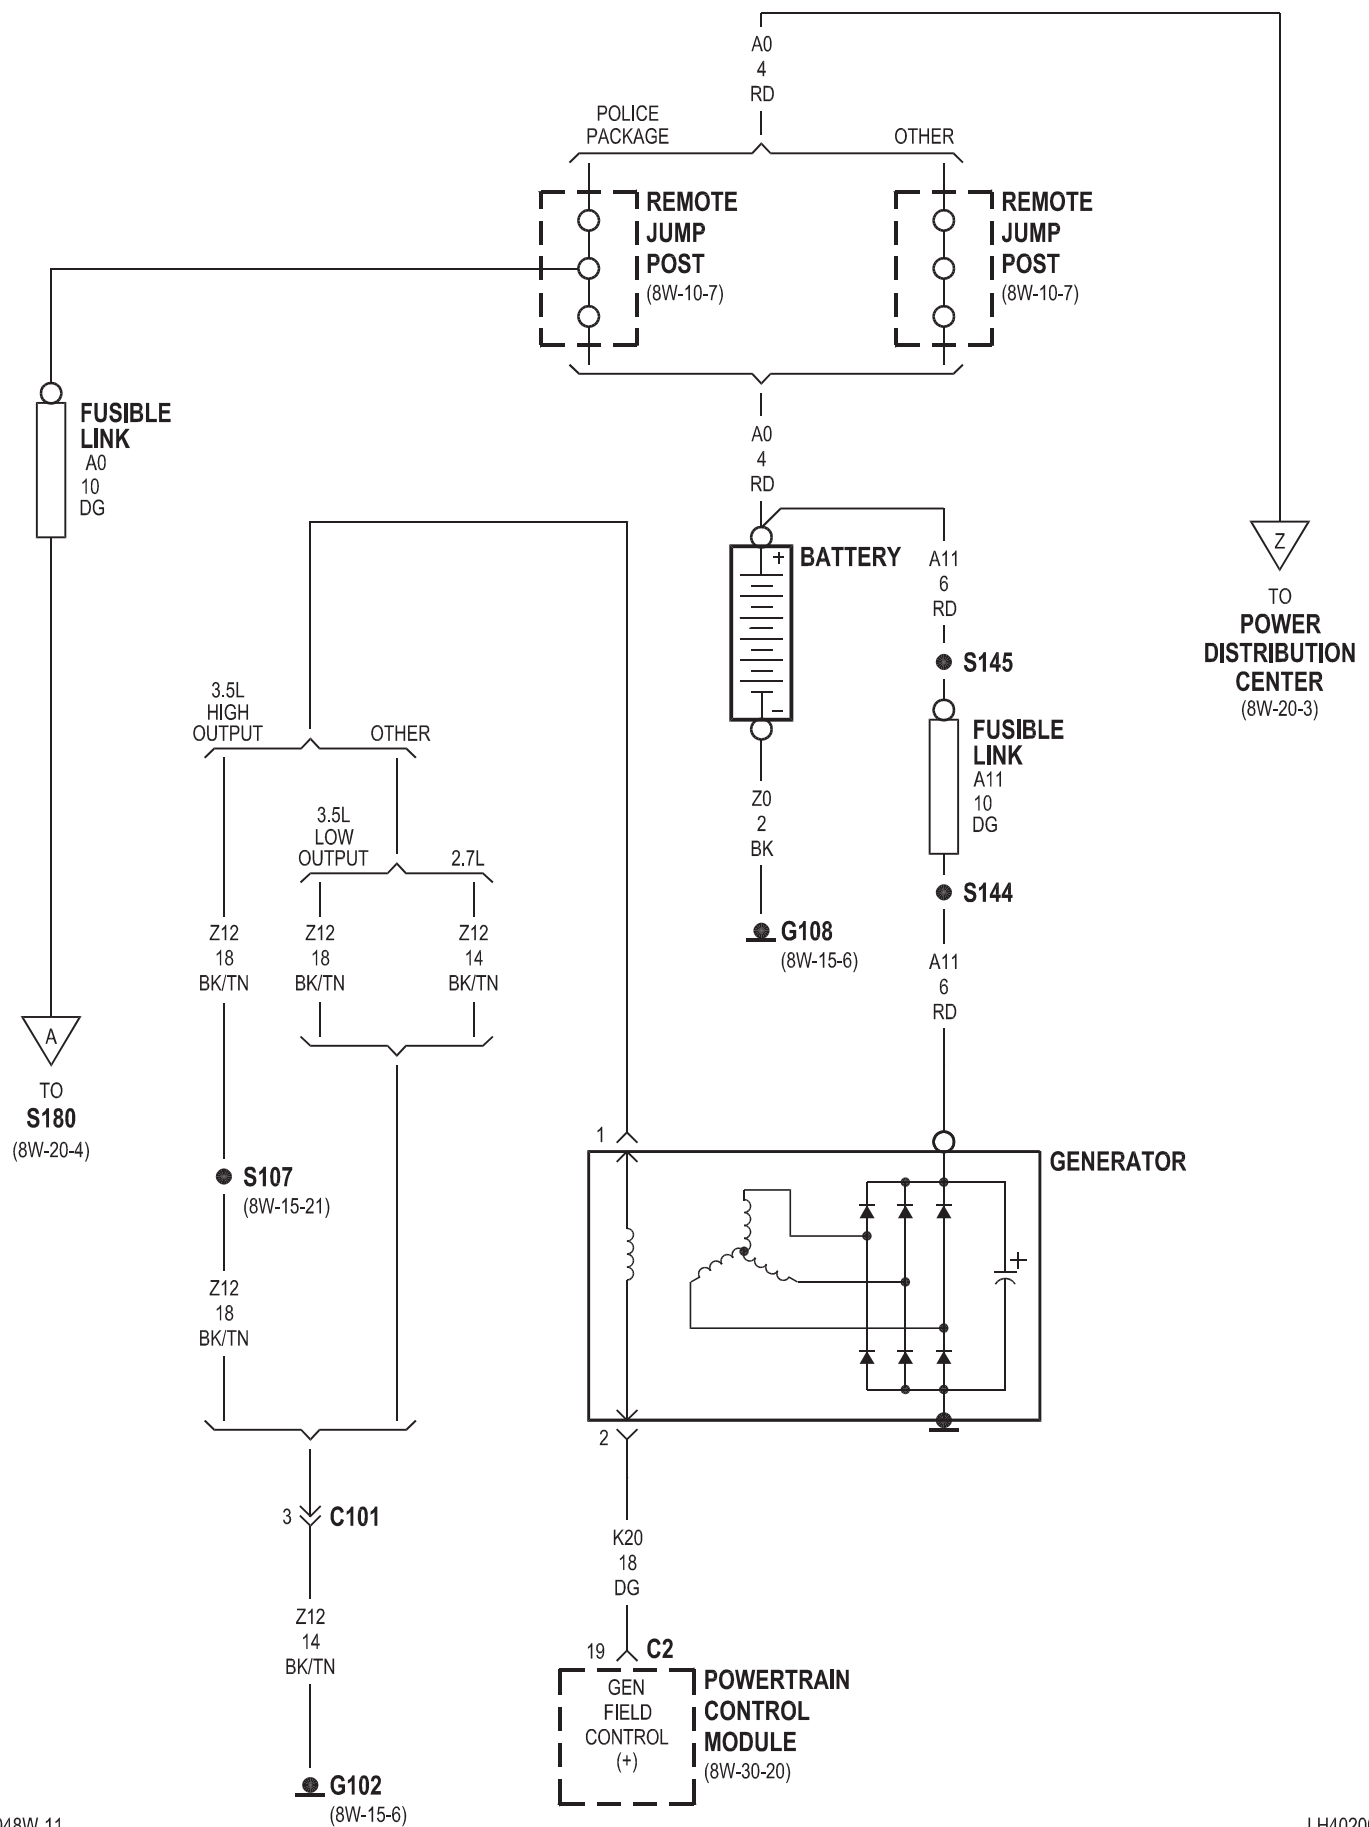 A0
4
RD
POLICE
PACKAGE
OTHER
REMOTE
JUMP
POST
(8W-10-7)
REMOTE
JUMP
POST
(8W-10-7)
FUSIBLE
LINK
A0
10
DG
A0
4
RD
+
BATTERY
–
A11
6
RD
S145
Z
TO
POWER
DISTRIBUTION
CENTER
(8W-20-3)
3.5L
HIGH
OUTPUT
OTHER
FUSIBLE
LINK
A11
10
DG
3.5L
LOW
OUTPUT
2.7L
Z0
2
BK
S144
G108
(8W-15-6)
Z12
18
BK/TN
Z12
18
BK/TN
Z12
14
BK/TN
A11
6
RD
A
TO
S180
(8W-20-4)
1
GENERATOR
S107
(8W-15-21)
+
Z12
18
BK/TN
2
3
C101
K20
18
DG
Z12
14
BK/TN
19
C2
GEN
FIELD
CONTROL
(+)
POWERTRAIN
CONTROL
MODULE
(8W-30-20)
G102
(8W-15-6)